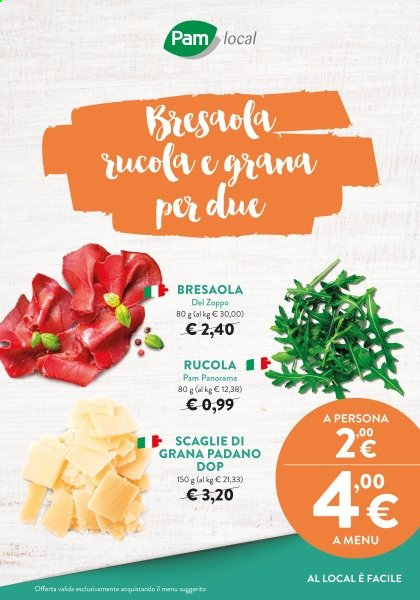 Pam local
Bresaola
rucola e grana
per due
BRESAOLA
Del Zoppo
80 g (al kg € 30,00)
€ 2,40
RUCOLA
Pam Panorama
80 g (al kg € 12,38)
€ 0,99
SCAGLIE DI
GRANA PADANO
DOP
150 g (al kg € 21,33)
€ 3,20
A PERSONA
2,00 €
4,00 €
A MENU
AL LOCAL È FACILE
Offerta valida esclusivamente acquistando il menu suggerito